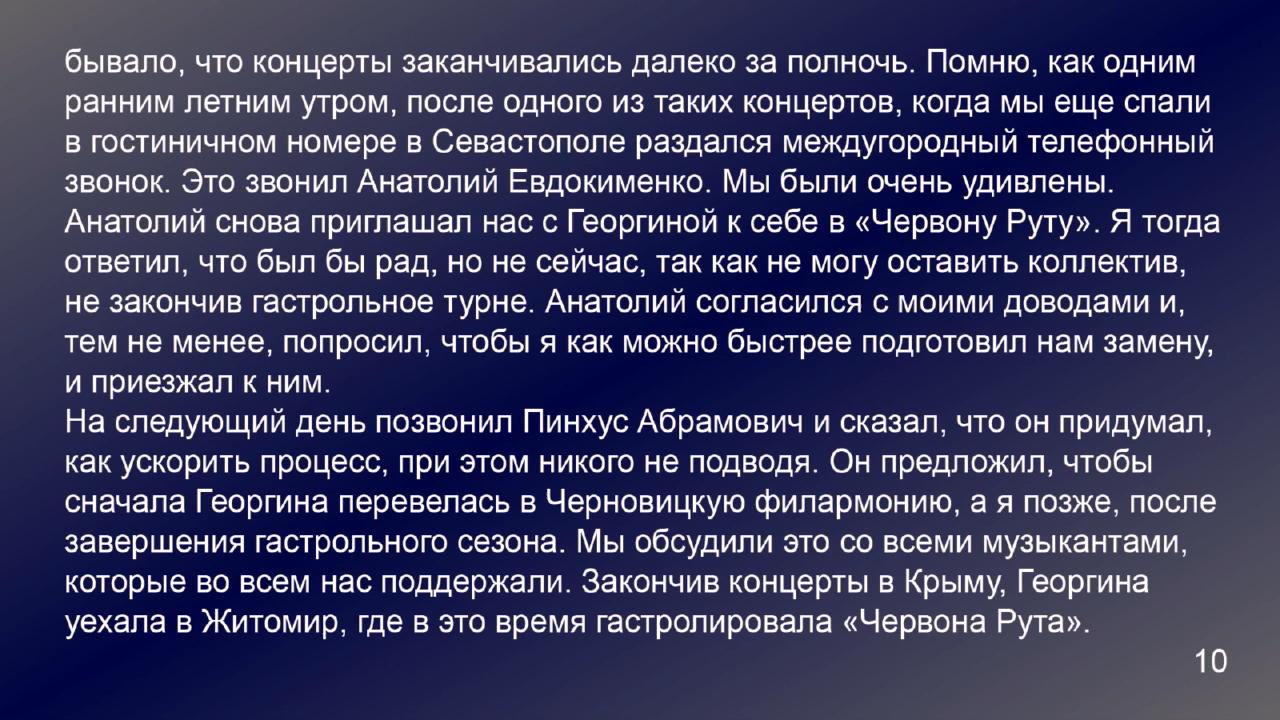 бывало, что концерты заканчивались далеко за полночь. Помню, как одним
ранним летним утром, после одного из таких концертов, когда мы еще спали
в гостиничном номере в Севастополе раздался междугородный телефонный
звонок. Это звонил Анатолий Евдокименко. Мы были очень удивлены.
Анатолий снова приглашал нас с Георгиной к себе в «Червону Руту». Я тогда
ответил, что был бы рад, но не сейчас, так как не могу оставить коллектив,
не закончив гастрольное турне. Анатолий согласился с моими доводами и,
тем не менее, попросил, чтобы я как можно быстрее подготовил нам замену,
и приезжал к ним.
На следующий день позвонил Пинхус Абрамович и сказал, что он придумал,
как ускорить процесс, при этом никого не подводя. Он предложил, чтобы
сначала Георгина перевелась в Черновицкую филармонию, а я позже, после
завершения гастрольного сезона. Мы обсудили это со всеми музыкантами,
которые во всем нас поддержали. Закончив концерты в Крыму, Георгина
уехала в Житомир, где в это время гастролировала «Червона Рута».
10